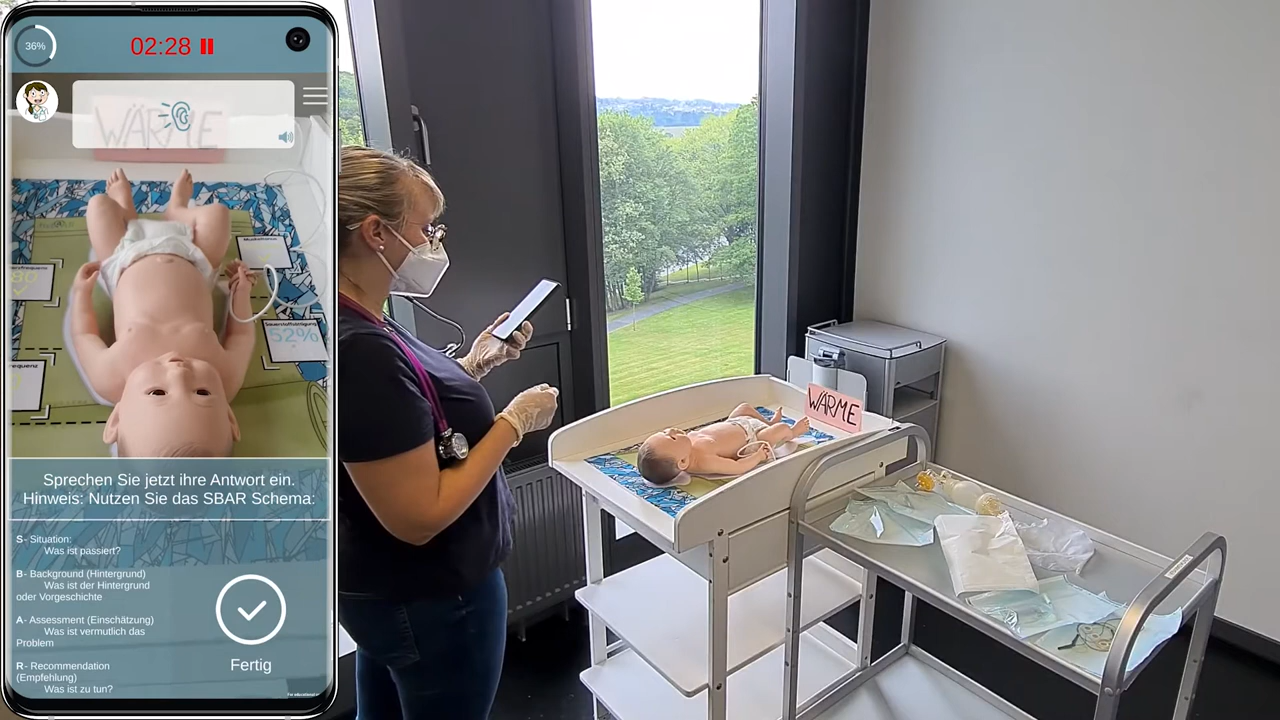 36%
02:28
WÄRME
Muskeltonus
Sauerstoffsättigung
52%
Sprechen Sie jetzt ihre Antwort ein.
Hinweis: Nutzen Sie das SBAR Schema:
S- Situation:
Was ist passiert?
B- Background (Hintergrund)
Was ist der Hintergrund
oder Vorgeschichte
A- Assessment (Einschätzung)
Was ist vermutlich das
Problem
R- Recommendation
(Empfehlung)
Was ist zu tun?
Fertig
WÄRME